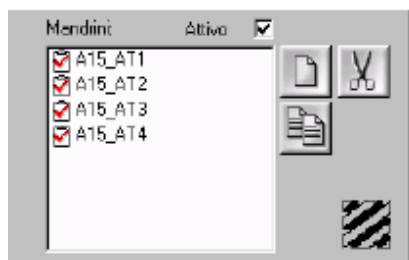 Mandrini: Attivo
A15_AT1
A15_AT2
A15_AT3
A15_AT4